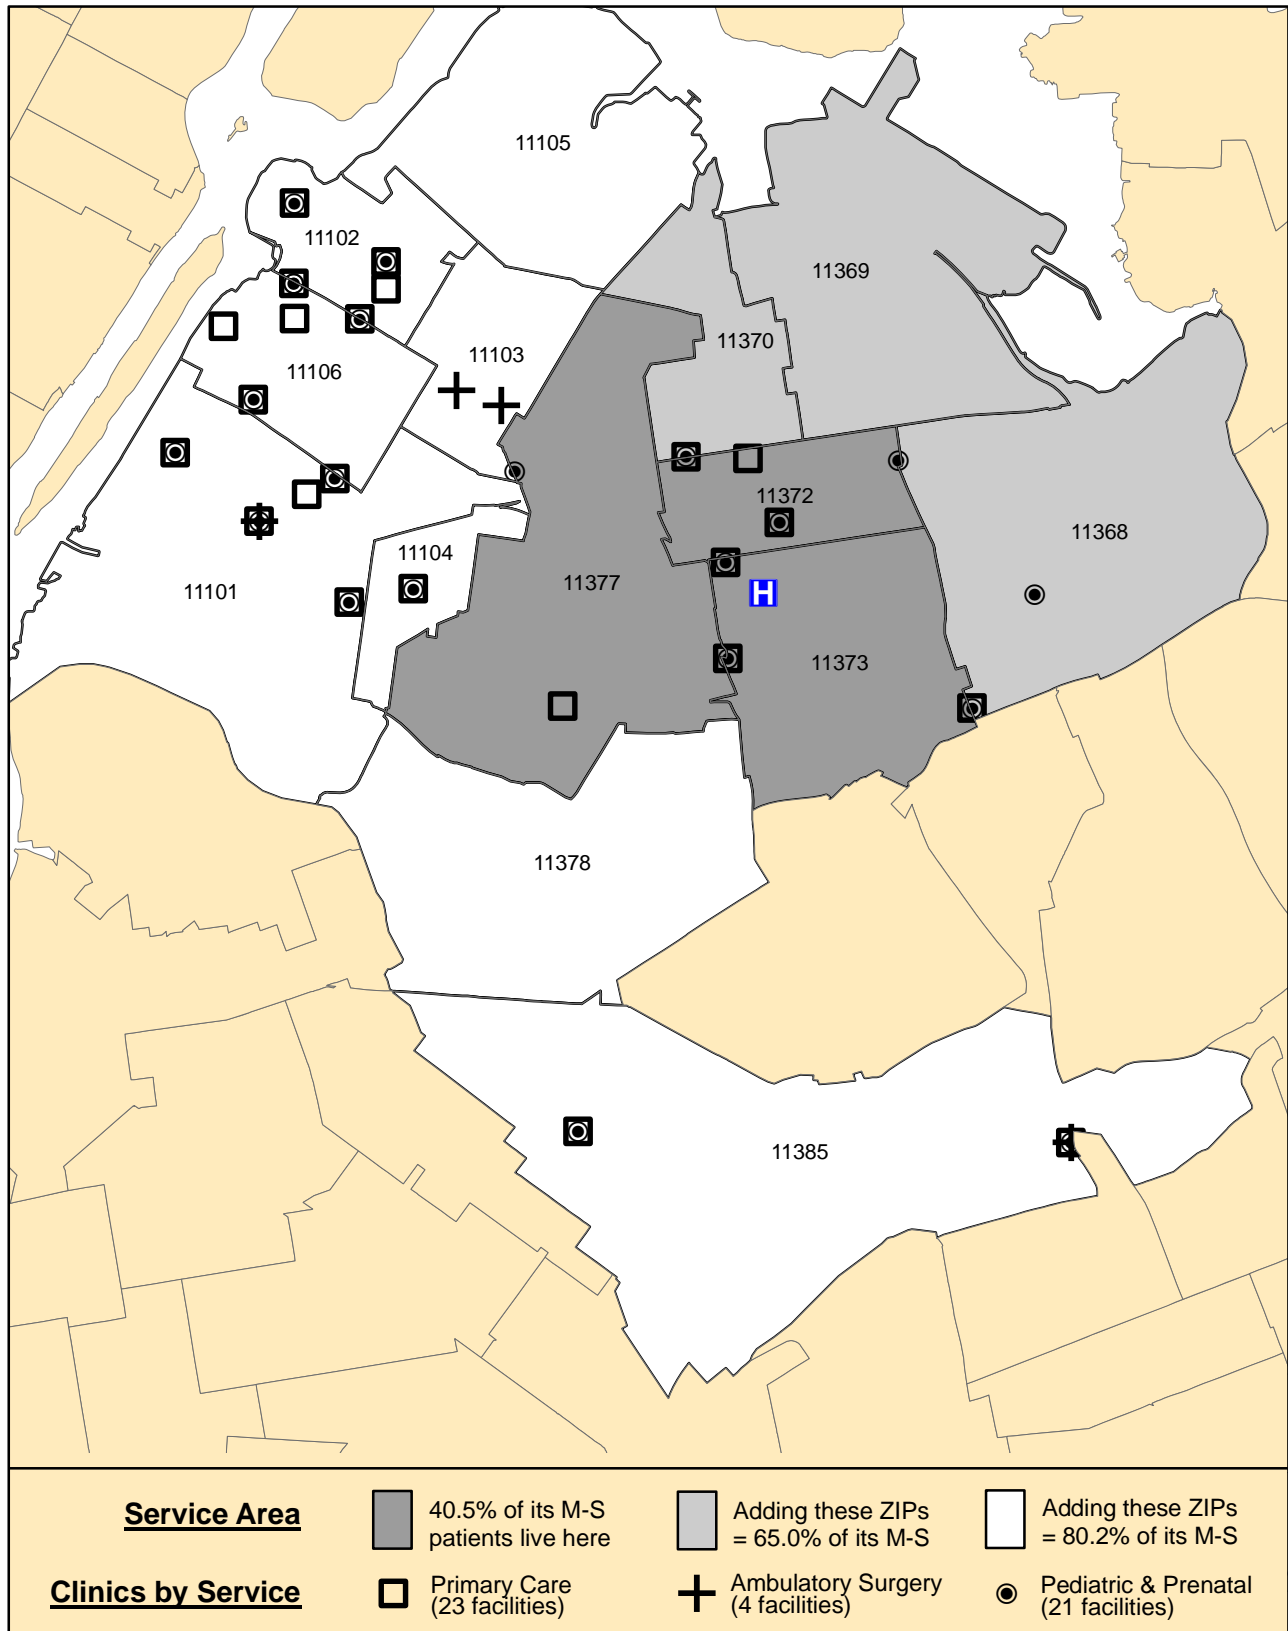 11105
11102
11369
11370
11103
11106
11372
11368
11104
11377
11101
11373
11378
11385
H
Service Area
40.5% of its M-S
patients live here
Adding these ZIPs
= 65.0% of its M-S
Adding these ZIPs
= 80.2% of its M-S
Clinics by Service
Primary Care
(23 facilities)
Ambulatory Surgery
(4 facilities)
Pediatric & Prenatal
(21 facilities)